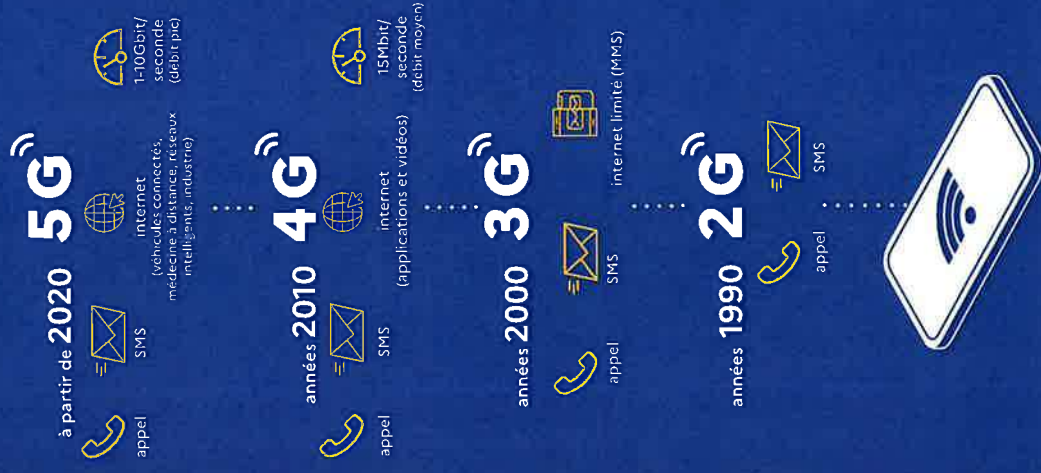 à partir de 2020 5G
appel
SMS
internet
(véhicules connectés,
médecine à distance, réseaux
intelligents, industrie)
1-10Gbit/
seconde
(débit pic)
années 2010 4G
appel
SMS
internet
(applications et vidéos)
15Mbit/
seconde
(débit moyen)
années 2000 3G
appel
SMS
internet limité (MMS)
années 1990 2G
appel
SMS